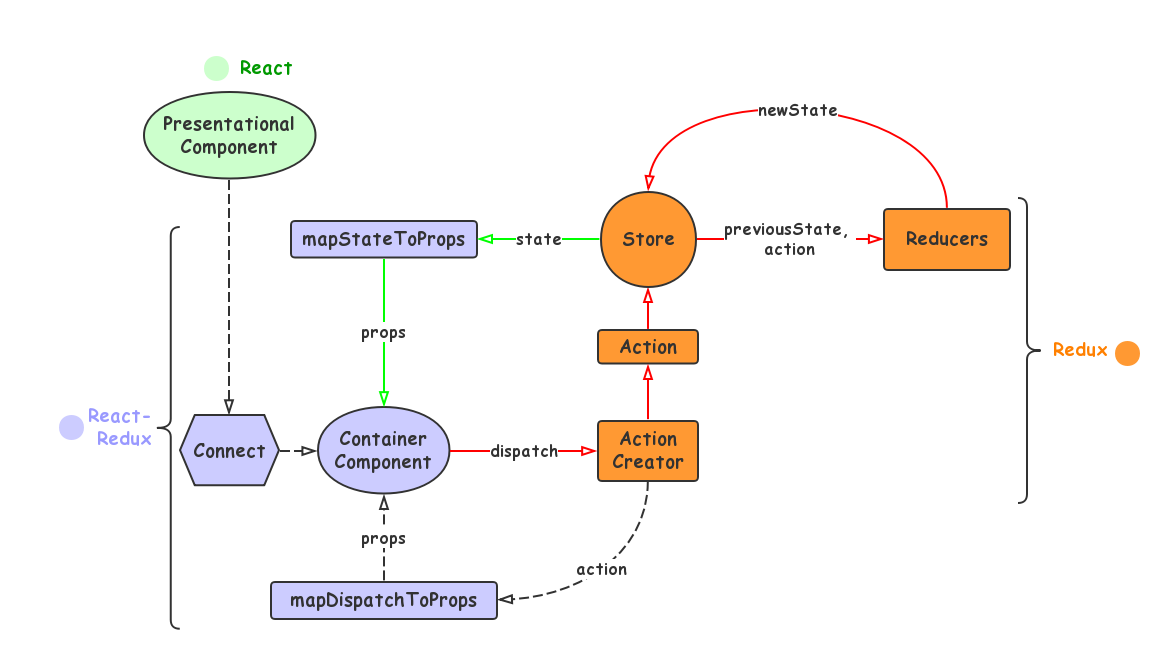 React
Presentational
Component
newState
mapStateToProps
state
Store
previousState,
action
Reducers
props
Action
Redux
React-
Redux
Connect
Container
Component
dispatch
Action
Creator
props
action
mapDispatchToProps